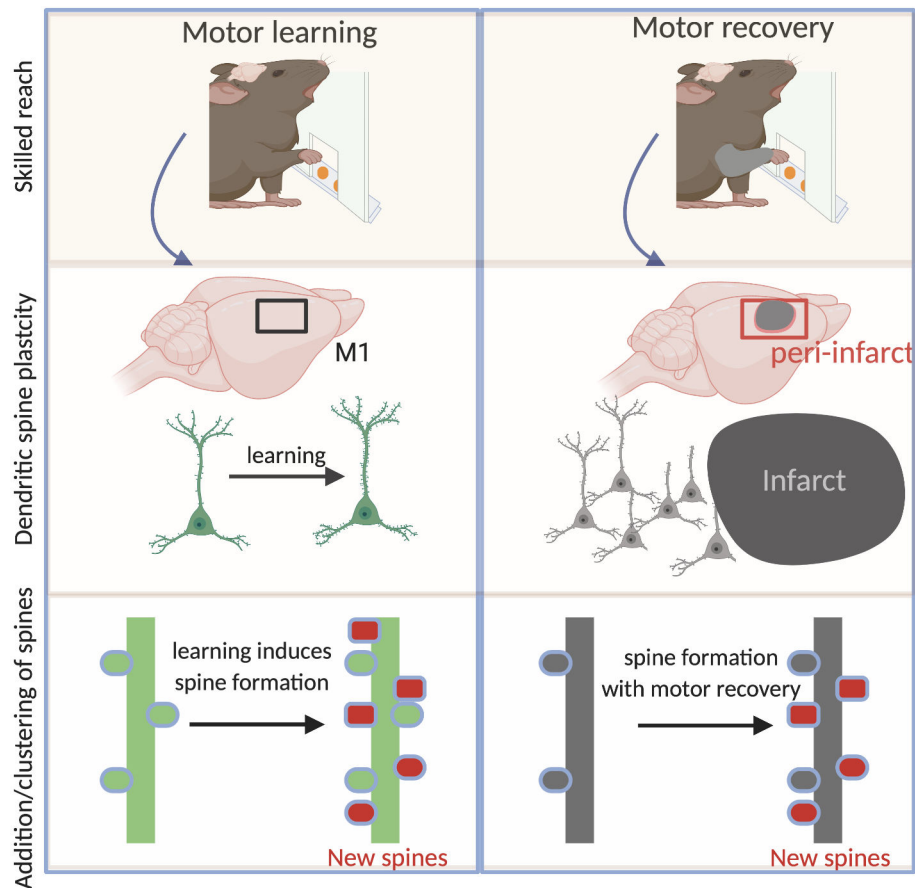 Motor learning
Motor recovery
Skilled reach
M1
peri-infarct
Dendritic spine plastcity
learning
Infarct
Addition/clustering of spines
learning induces
spine formation
spine formation
with motor recovery
New spines
New spines